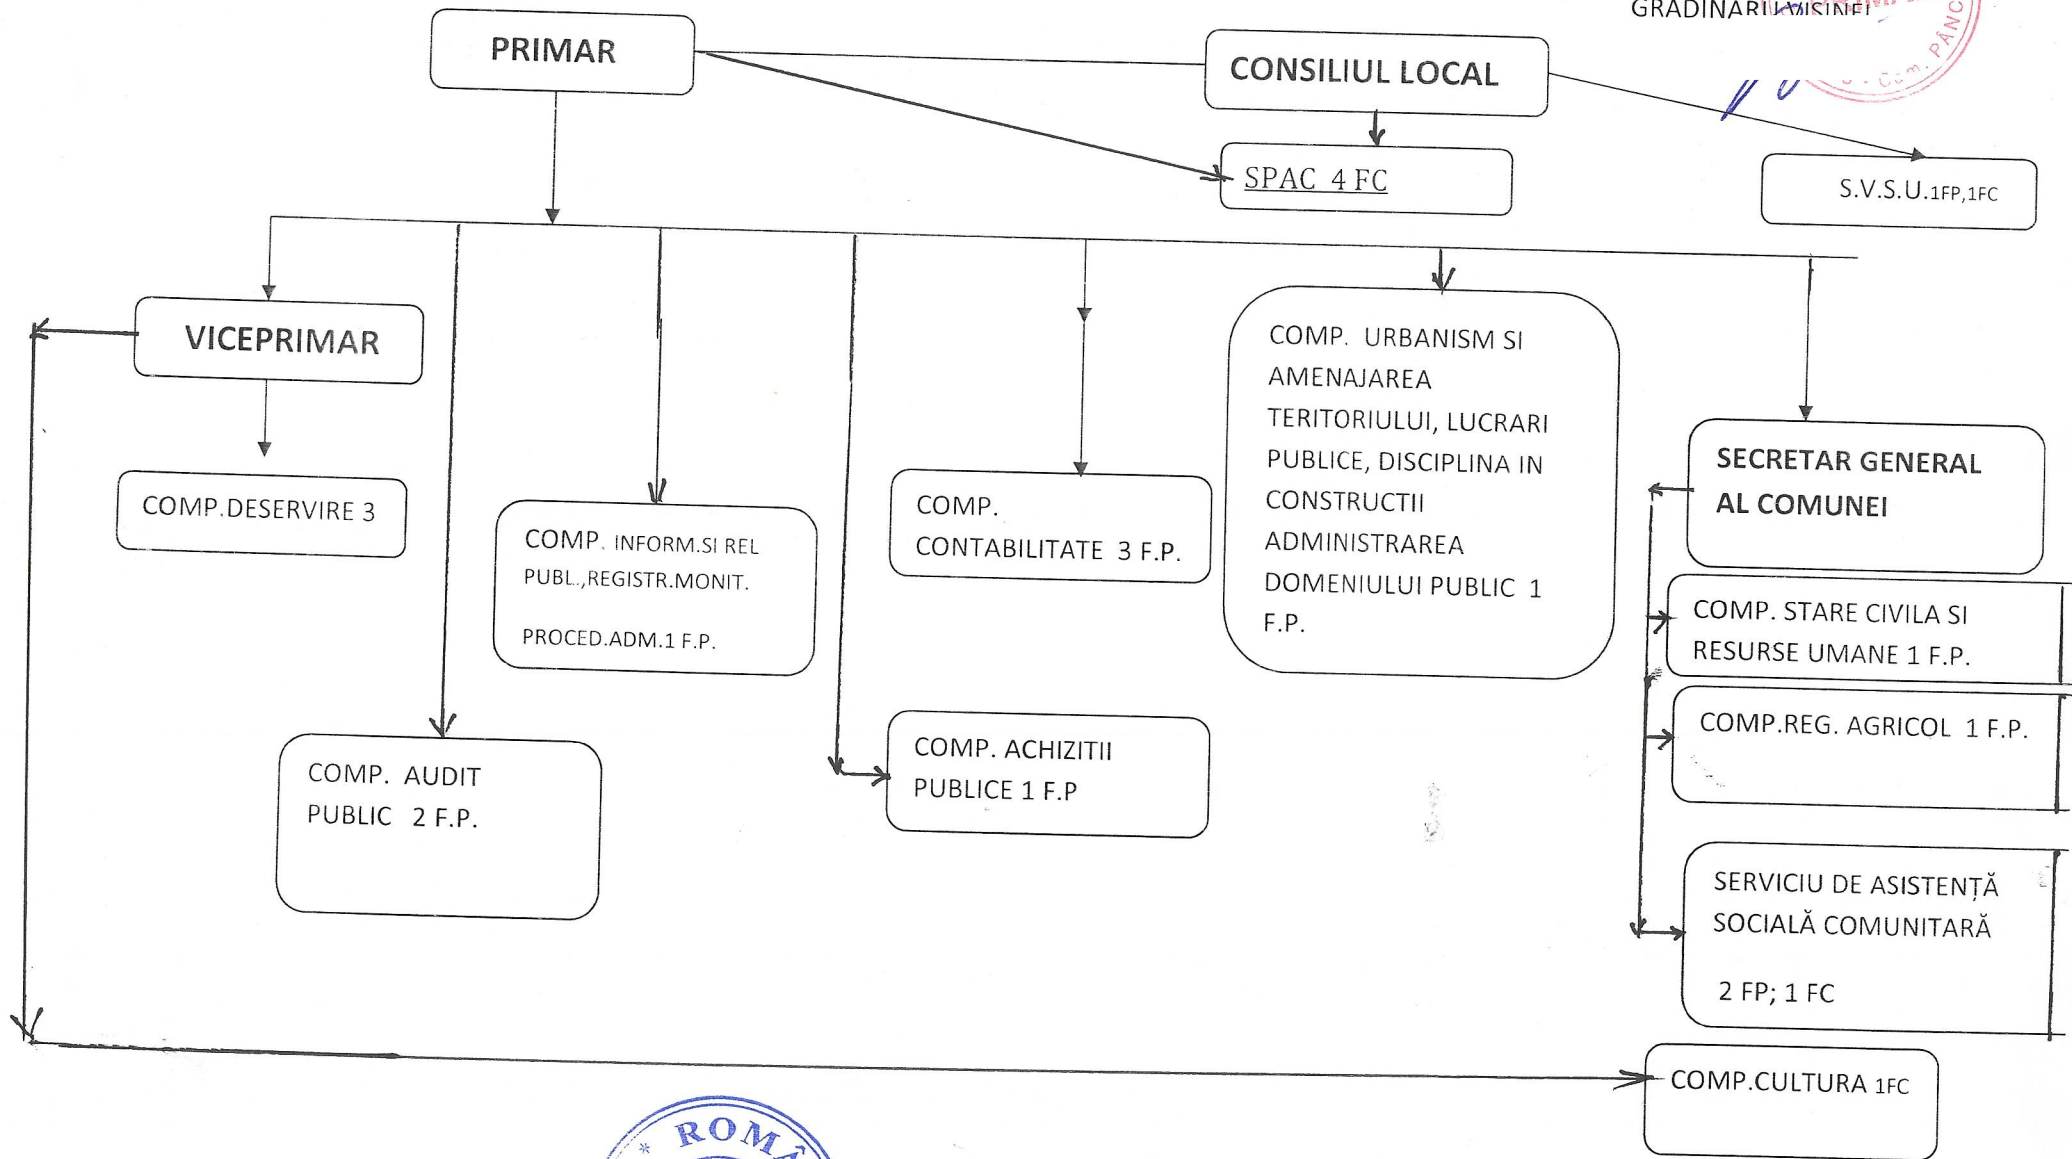 PRIMAR
CONSILIUL LOCAL
SPAC 4 FC
S.V.S.U.1FP,1FC
VICEPRIMAR
COMP.DESERVIRE 3
COMP. AUDIT
PUBLIC 2 F.P.
COMP. INFORM.SI REL
PUBL.,REGISTR.MONIT.
PROCED.ADM.1 F.P.
COMP.
CONTABILITATE 3 F.P.
COMP. ACHIZITII
PUBLICE 1 F.P
COMP. URBANISM SI
AMENAJAREA
TERITORIULUI, LUCRARI
PUBLICE, DISCIPLINA IN
CONSTRUCTII
ADMINISTRAREA
DOMENIULUI PUBLIC 1
F.P.
SECRETAR GENERAL
AL COMUNEI
COMP. STARE CIVILA SI
RESURSE UMANE 1 F.P.
COMP.REG. AGRICOL 1 F.P.
SERVICIU DE ASISTENȚĂ
SOCIALĂ COMUNITARĂ
2 FP; 1 FC
COMP.CULTURA 1FC